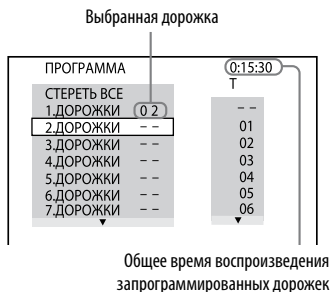 Выбранная дорожка
ПРОГРАММА 0:15:30
T
СТЕРЕТЬ ВСЕ
1.ДОРОЖКИ 0 2 – –
2.ДОРОЖКИ – – 01
3.ДОРОЖКИ – – 02
4.ДОРОЖКИ – – 03
5.ДОРОЖКИ – – 04
6.ДОРОЖКИ – – 05
7.ДОРОЖКИ – – 06
Общее время воспроизведения
запрограммированных дорожек